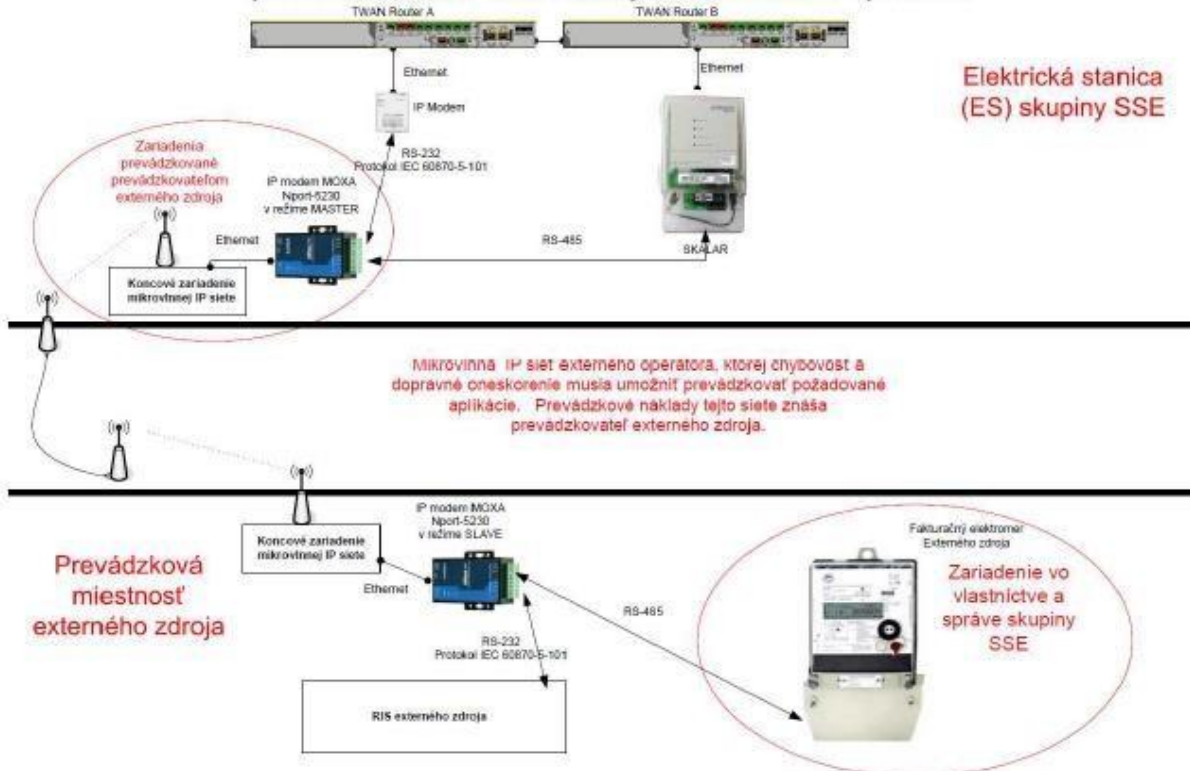 TWAN Router A
TWAN Router B
Ethernet
Ethernet
IP Modem
Elektrická stanica
(ES) skupiny SSE
Zariadenia
prevádzkované
prevádzkovateľom
externého zdroja
RS-232
Protokol IEC 60870-5-101
IP modem MOXA
Nport-5230
v režime MASTER
Ethernet
RS-485
SKALAR
Koncové zariadenie
mikrovlnnej IP siete
Mikrovlnná IP sieť externého operátora, ktorej chybovosť a
dopravné oneskorenie musia umožniť prevádzkovať požadované
aplikácie. Prevádzkové náklady tejto siete znáša
prevádzkovateľ externého zdroja.
IP modem MOXA
Nport-5230
v režime SLAVE
Koncové zariadenie
mikrovlnnej IP siete
Ethernet
Fakturačný elektromer
Externého zdroja
Prevádzková
miestnosť
externého zdroja
Zariadenie vo
vlastníctve a
správe skupiny
SSE
RS-485
RS-232
Protokol IEC 60870-5-101
RIS externého zdroja